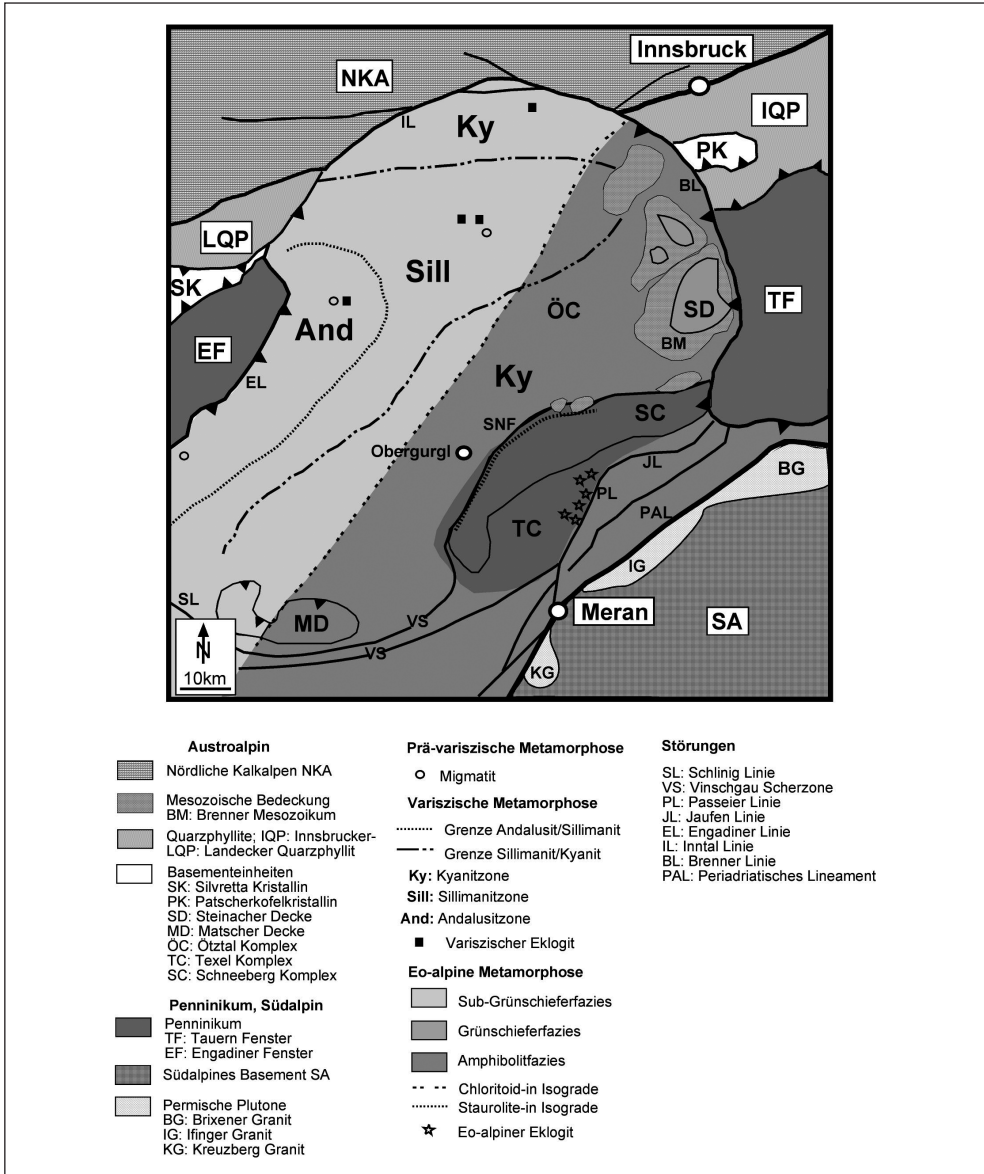 Innsbruck
NKA
IQP
IL
Ky
PK
BL
LQP
SK
Sill
ÖC
SD
TF
And
EF
BM
EL
Ky
SC
SNF
Obergurgl
JL
BG
PL
PAL
TC
IG
SL
MD
VS
Meran
SA
VS
N
10km
KG
Austroalpin
Nördliche Kalkalpen NKA
Mesozoische Bedeckung
BM: Brenner Mesozoikum
Quarzphyllite; IQP: Innsbrucker-
LQP: Landecker Quarzphyllit
Basementeinheiten
SK: Silvretta Kristallin
PK: Patscherkofelkristallin
SD: Steinacher Decke
MD: Matscher Decke
ÖC: Ötztal Komplex
TC: Texel Komplex
SC: Schneeberg Komplex
Penninikum, Südalpin
Penninikum
TF: Tauern Fenster
EF: Engadiner Fenster
Südalpines Basement SA
Permische Plutone
BG: Brixener Granit
IG: Ifinger Granit
KG: Kreuzberg Granit
Prä-variszische Metamorphose
Migmatit
Variszische Metamorphose
Grenze Andalusit/Sillimanit
Grenze Sillimanit/Kyanit
Ky: Kyanitzone
Sill: Sillimanitzone
And: Andalusitzone
Variszischer Eklogit
Eo-alpine Metamorphose
Sub-Grünschieferfazies
Grünschieferfazies
Amphibolitfazies
Chloritoid-in Isograde
Staurolite-in Isograde
Eo-alpiner Eklogit
Störungen
SL: Schlinig Linie
VS: Vinschgau Scherzone
PL: Passeier Linie
JL: Jaufen Linie
EL: Engadiner Linie
IL: Inntal Linie
BL: Brenner Linie
PAL: Periadriatisches Lineament